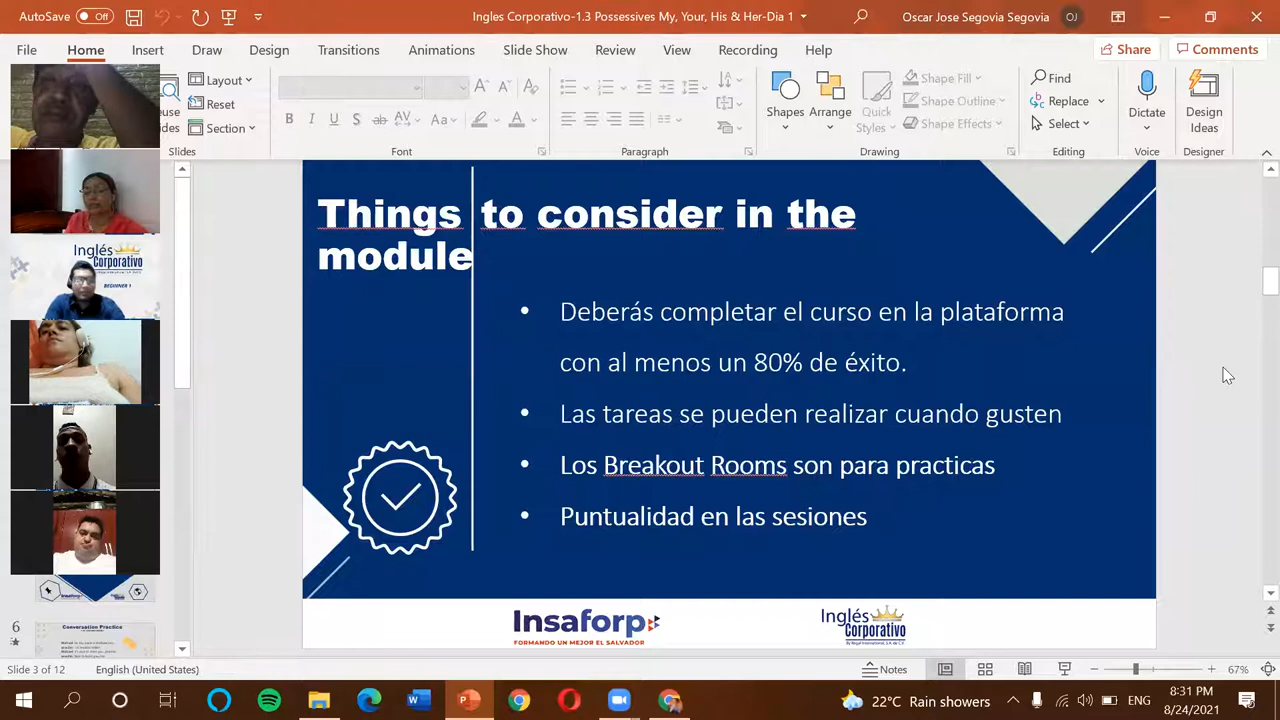 AutoSave Off
Ingles Corporativo-1.3 Possessives My, Your, His & Her-Dia 1
Oscar Jose Segovia Segovia OJ
File Home Insert Draw Design Transitions Animations Slide Show Review View Recording Help
Share Comments
Layout
Reset
Section
Slides
Font
Paragraph
Shapes
Arrange
Quick Styles
Shape Fill
Shape Outline
Shape Effects
Drawing
Find
Replace
Select
Editing
Dictate
Voice
Design Ideas
Designer
Inglés
Corporativo
BEGINNER 1
Things to consider in the
module
• Deberás completar el curso en la plataforma
con al menos un 80% de éxito.
• Las tareas se pueden realizar cuando gusten
• Los Breakout Rooms son para practicas
• Puntualidad en las sesiones
Insaforp
FORMANDO UN MEJOR EL SALVADOR
Inglés
Corporativo
6
Conversation Practice
Slide 3 of 12
English (United States)
Notes
67%
22°C Rain showers
ENG
8:31 PM
8/24/2021